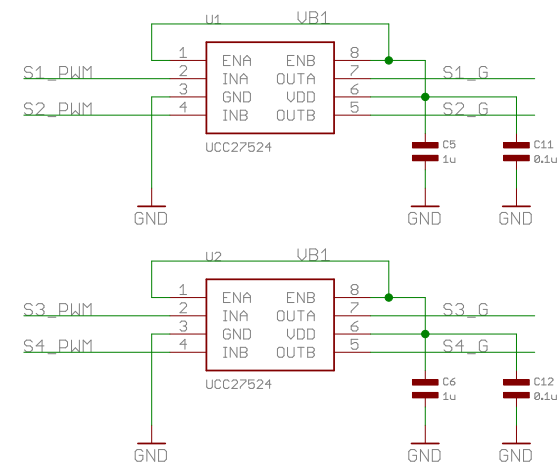 U1 VB1
1 ENA ENB 8
S1_PWM 2 INA OUTA 7 S1_G
3 GND VDD 6
S2_PWM 4 INB OUTB 5 S2_G
UCC27524
C5 C11
1u 0.1u
GND GND GND
U2 VB1
1 ENA ENB 8
S3_PWM 2 INA OUTA 7 S3_G
3 GND VDD 6
S4_PWM 4 INB OUTB 5 S4_G
UCC27524
C6 C12
1u 0.1u
GND GND GND